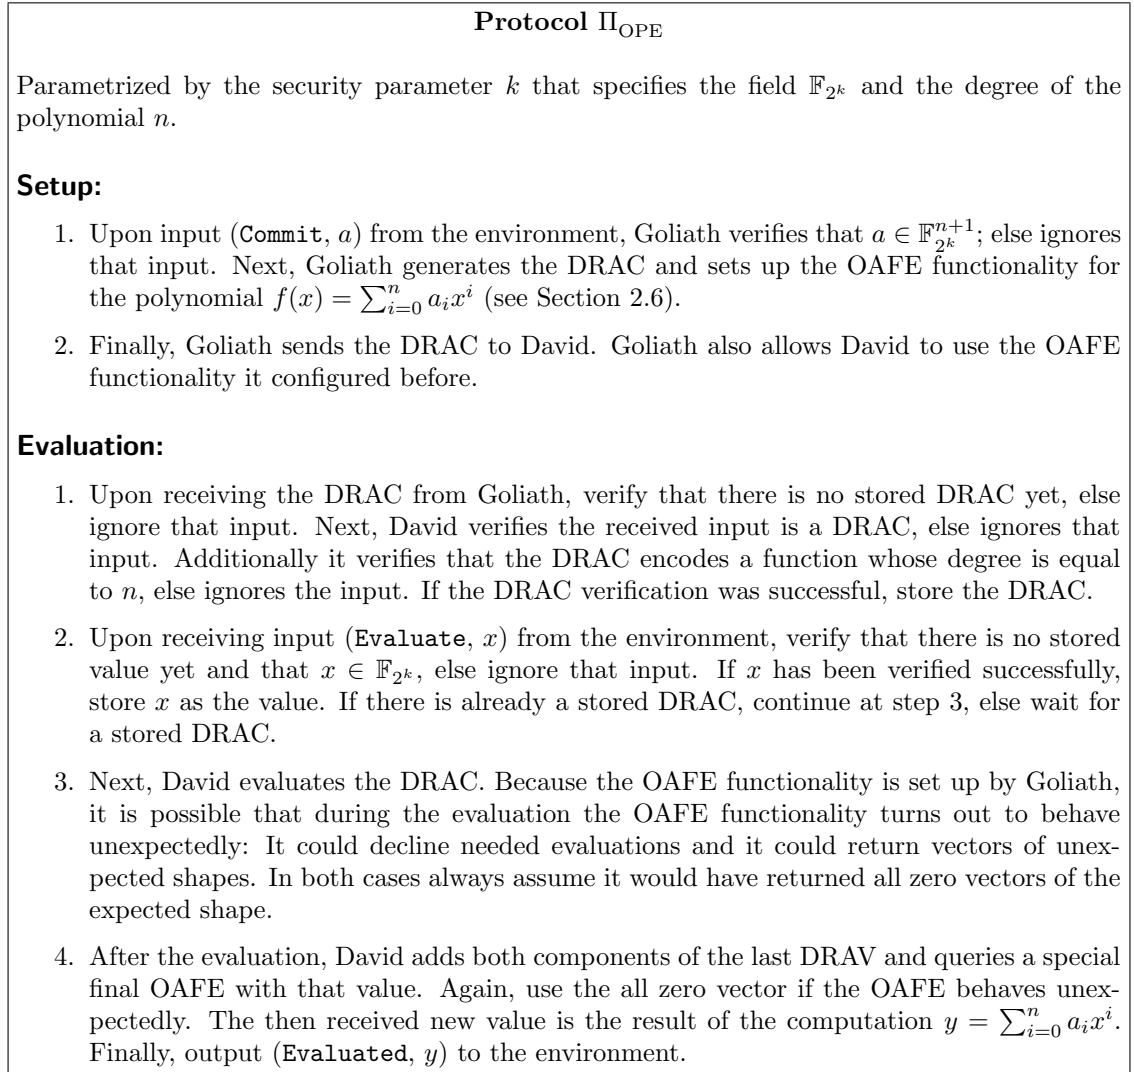 Protocol Π_OPE
Parametrized by the security parameter k that specifies the field 𝔽_{2^k} and the degree of the
polynomial n.
Setup:
1. Upon input (Commit, a) from the environment, Goliath verifies that a ∈ 𝔽_{2^k}^{n+1}; else ignores
that input. Next, Goliath generates the DRAC and sets up the OAFE functionality for
the polynomial f(x) = ∑_{i=0}^{n} a_i x^i (see Section 2.6).
2. Finally, Goliath sends the DRAC to David. Goliath also allows David to use the OAFE
functionality it configured before.
Evaluation:
1. Upon receiving the DRAC from Goliath, verify that there is no stored DRAC yet, else
ignore that input. Next, David verifies the received input is a DRAC, else ignores that
input. Additionally it verifies that the DRAC encodes a function whose degree is equal
to n, else ignores the input. If the DRAC verification was successful, store the DRAC.
2. Upon receiving input (Evaluate, x) from the environment, verify that there is no stored
value yet and that x ∈ 𝔽_{2^k}, else ignore that input. If x has been verified successfully,
store x as the value. If there is already a stored DRAC, continue at step 3, else wait for
a stored DRAC.
3. Next, David evaluates the DRAC. Because the OAFE functionality is set up by Goliath,
it is possible that during the evaluation the OAFE functionality turns out to behave
unexpectedly: It could decline needed evaluations and it could return vectors of unex-
pected shapes. In both cases always assume it would have returned all zero vectors of the
expected shape.
4. After the evaluation, David adds both components of the last DRAV and queries a special
final OAFE with that value. Again, use the all zero vector if the OAFE behaves unex-
pectedly. The then received new value is the result of the computation y = ∑_{i=0}^{n} a_i x^i.
Finally, output (Evaluated, y) to the environment.